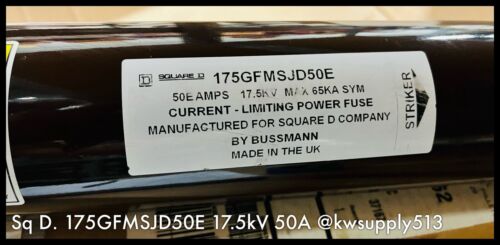 D SQUARE D 175GFMSJD50E
50E AMPS 17.5KV MAX 65KA SYM
CURRENT - LIMITING POWER FUSE
MANUFACTURED FOR SQUARE D COMPANY
BY BUSSMANN
MADE IN THE UK
STRIKER
52
Sq D. 175GFMSJD50E 17.5kV 50A @kwsupply513